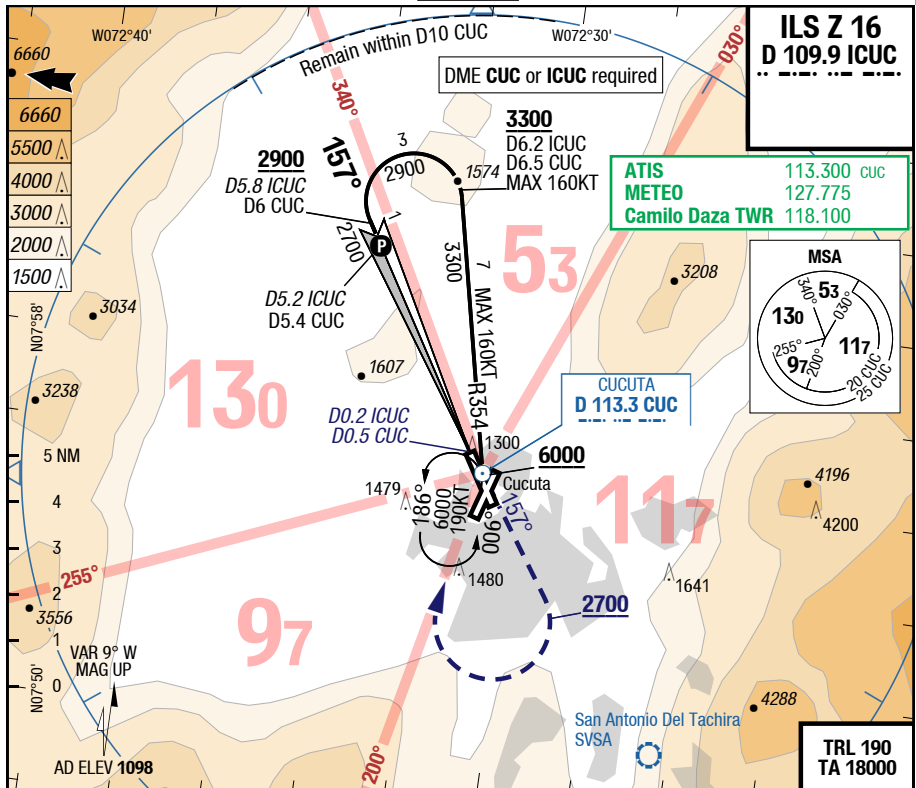 W072°40'
W072°30'
Remain within D10 CUC
030°
340°
ILS Z 16
D 109.9 ICUC
DME CUC or ICUC required
6660
6660
5500
4000
3000
2000
1500
2900
D5.8 ICUC
D6 CUC
157°
3
2900
1574
3300
D6.2 ICUC
D6.5 CUC
MAX 160KT
ATIS 113.300 CUC
METEO 127.775
Camilo Daza TWR 118.100
2700
1
P
D5.2 ICUC
D5.4 CUC
3300
7
MAX 160KT
R354
53
3208
MSA
340°
53
030°
130
255°
97
200°
117
20 CUC
25 CUC
N07°58'
3034
3238
1607
130
CUCUTA
D 113.3 CUC
D0.2 ICUC
D0.5 CUC
1300
6000
Cucuta
5 NM
4
3
2
1
0
1479
186°
6000
190KT
900
157°
117
4196
4200
1480
1641
255°
3556
97
2700
VAR 9° W
MAG UP
N07°50'
4288
San Antonio Del Tachira
SVSA
200°
AD ELEV 1098
TRL 190
TA 18000